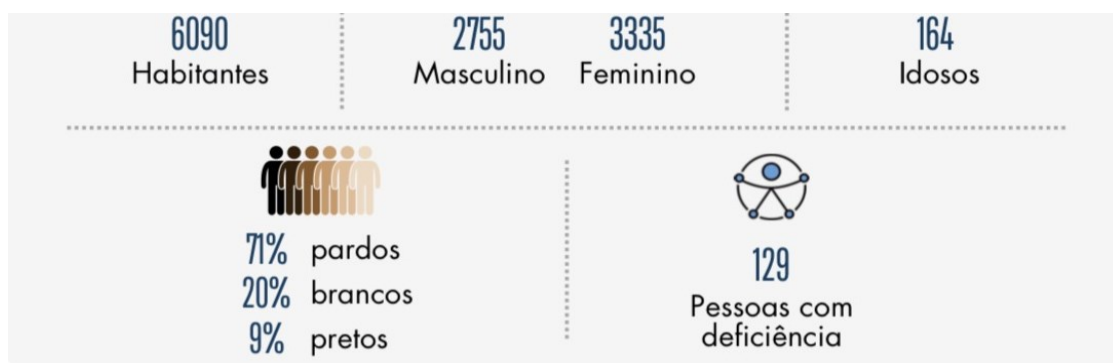 6090
Habitantes
2755
Masculino
3335
Feminino
164
Idosos
71% pardos
20% brancos
9% pretos
129
Pessoas com
deficiência